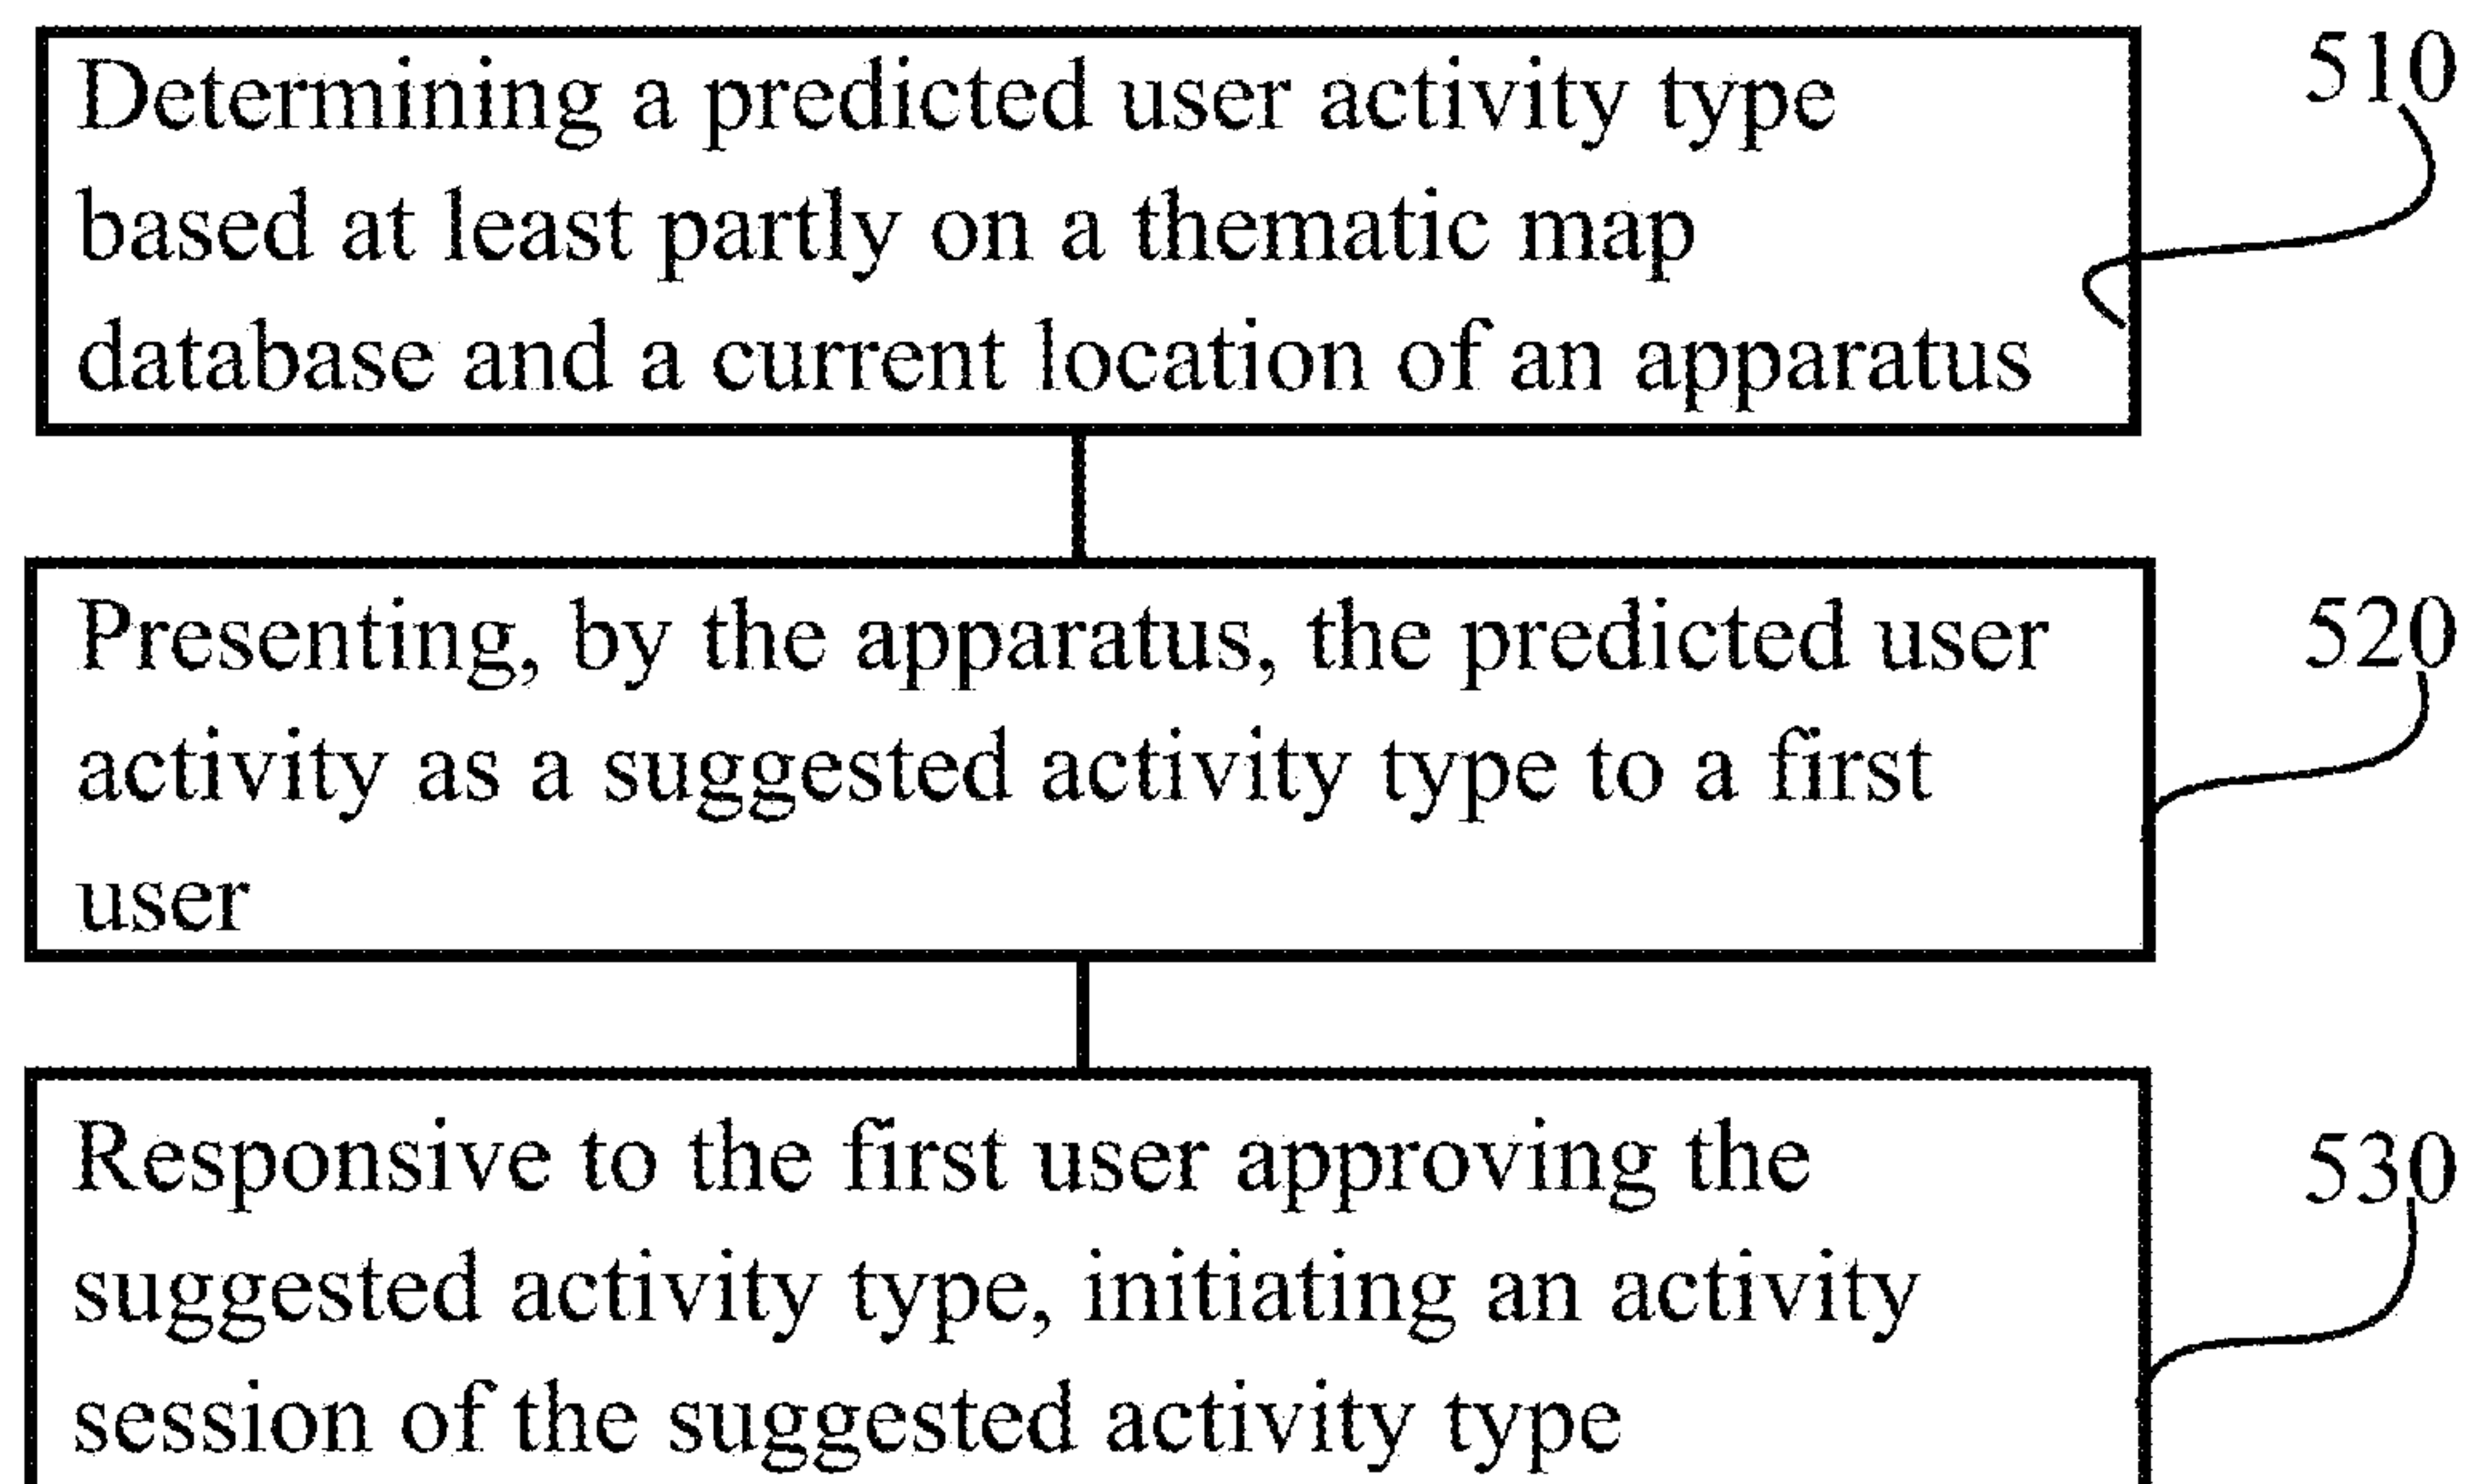 Determining a predicted user activity type
based at least partly on a thematic map
database and a current location of an apparatus
510
Presenting, by the apparatus, the predicted user
activity as a suggested activity type to a first
user
520
Responsive to the first user approving the
suggested activity type, initiating an activity
session of the suggested activity type
530